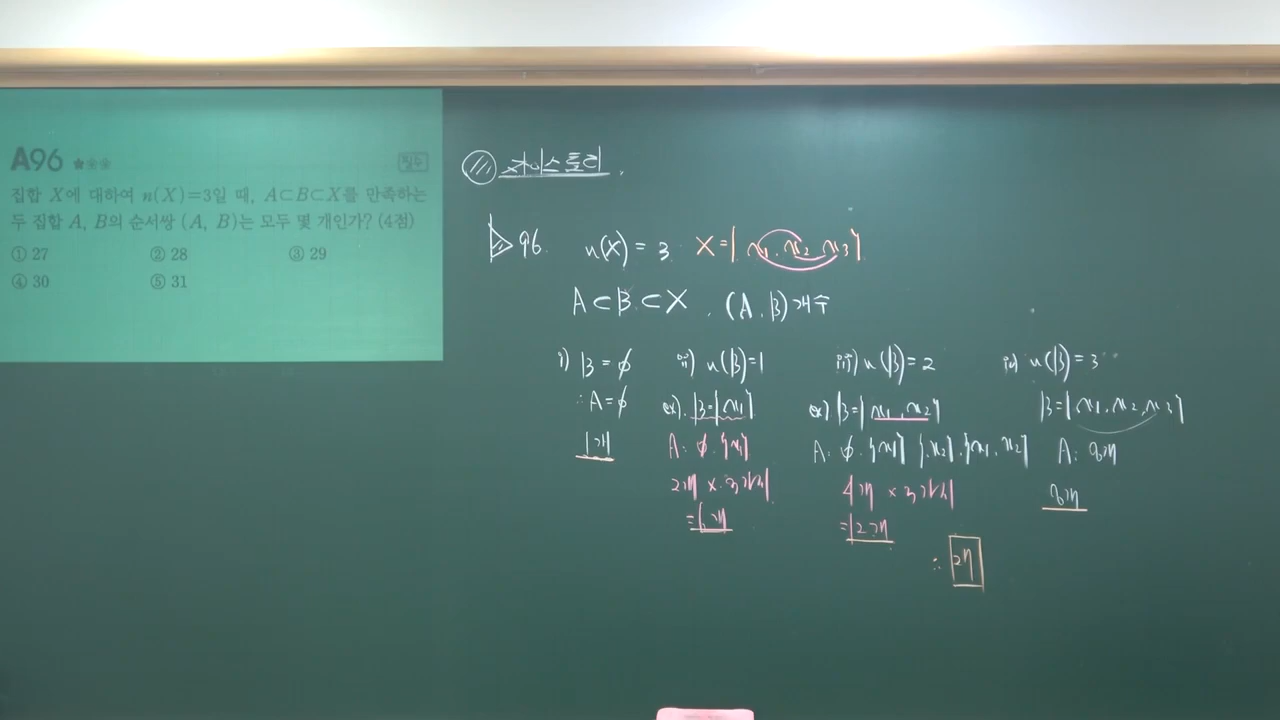 A96 필수
집합 X에 대하여 n(X)=3일 때, A⊂B⊂X를 만족하는
두 집합 A, B의 순서쌍 (A, B)는 모두 몇 개인가? (4점)
① 27 ② 28 ③ 29
④ 30 ⑤ 31
자이스토리.
96. n(X)=3. X={x₁, x₂, x₃}
A⊂B⊂X, (A, B) 개수
i) B=∅
∴ A=∅
1개
ii) n(B)=1
ex) B={x₁}
A: ∅, {x₁}
2개 × 3가지
=6개
iii) n(B)=2
ex) B={x₁, x₂}
A: ∅, {x₁}, {x₂}, {x₁, x₂}
4개 × 3가지
=12개
iv) n(B)=3
B={x₁, x₂, x₃}
A: 8개
8개
∴ 27